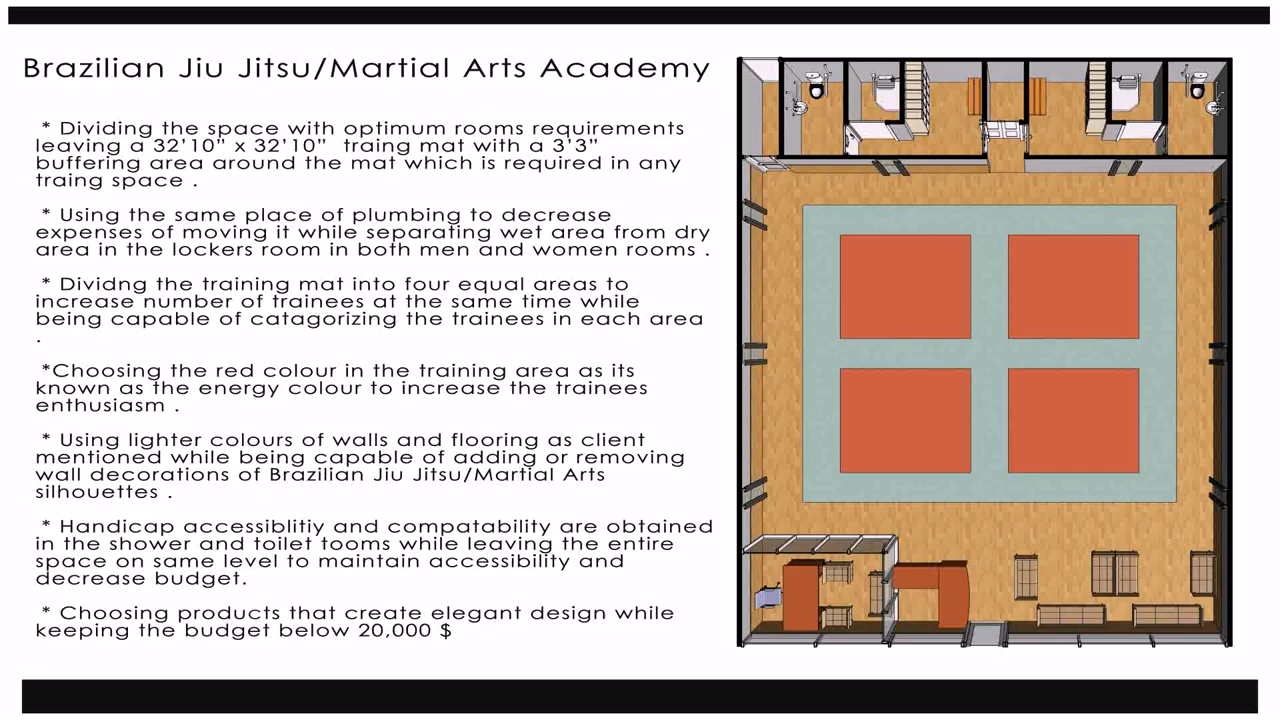 Brazilian Jiu Jitsu/Martial Arts Academy
* Dividing the space with optimum rooms requirements
leaving a 32'10" x 32'10" traing mat with a 3'3"
buffering area around the mat which is required in any
traing space .
* Using the same place of plumbing to decrease
expenses of moving it while separating wet area from dry
area in the lockers room in both men and women rooms .
* Dividng the training mat into four equal areas to
increase number of trainees at the same time while
being capable of catagorizing the trainees in each area
.
*Choosing the red colour in the training area as its
known as the energy colour to increase the trainees
enthusiasm .
* Using lighter colours of walls and flooring as client
mentioned while being capable of adding or removing
wall decorations of Brazilian Jiu Jitsu/Martial Arts
silhouettes .
* Handicap accessiblitiy and compatability are obtained
in the shower and toilet tooms while leaving the entire
space on same level to maintain accessibility and
decrease budget.
* Choosing products that create elegant design while
keeping the budget below 20,000 $